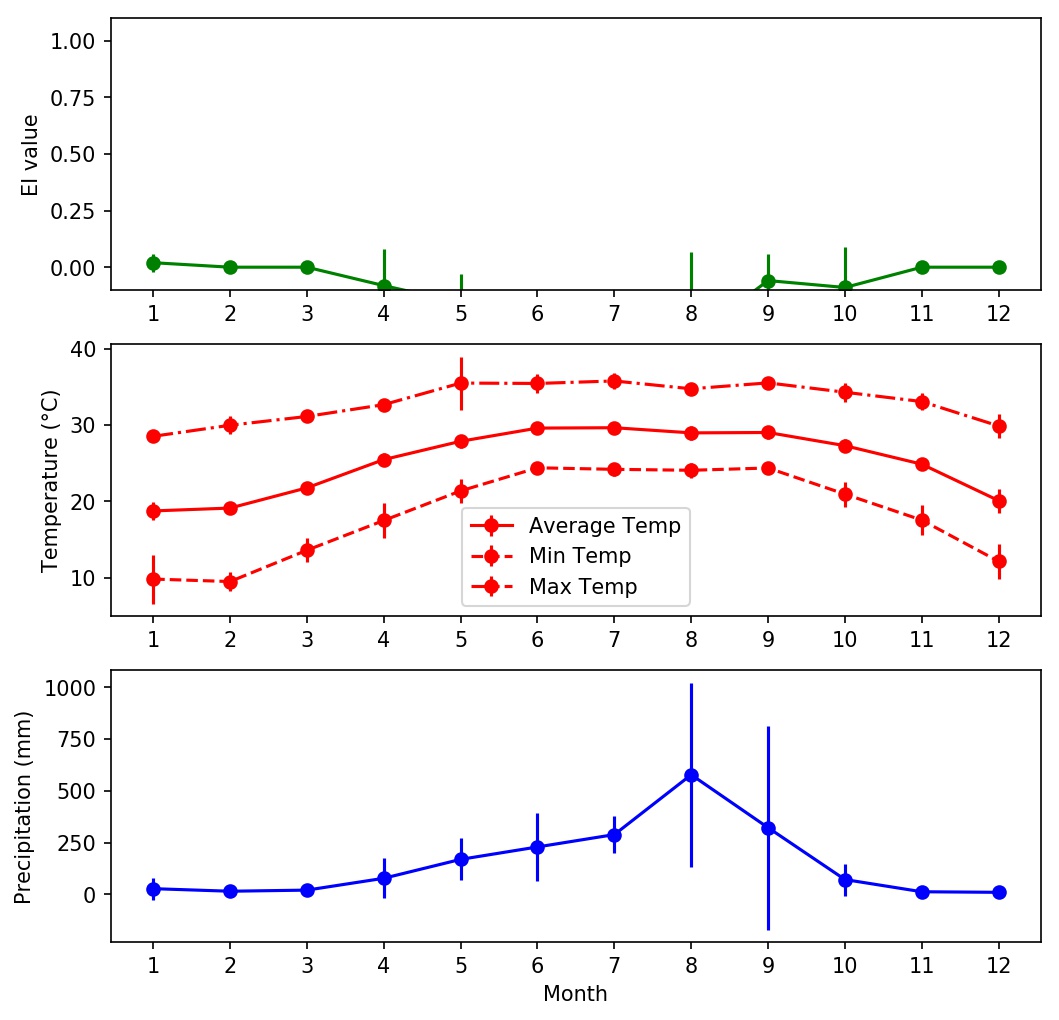 EI value
1.00
0.75
0.50
0.25
0.00
1 2 3 4 5 6 7 8 9 10 11 12
Temperature (°C)
40
30
20
10
Average Temp
Min Temp
Max Temp
1 2 3 4 5 6 7 8 9 10 11 12
Precipitation (mm)
1000
750
500
250
0
1 2 3 4 5 6 7 8 9 10 11 12
Month